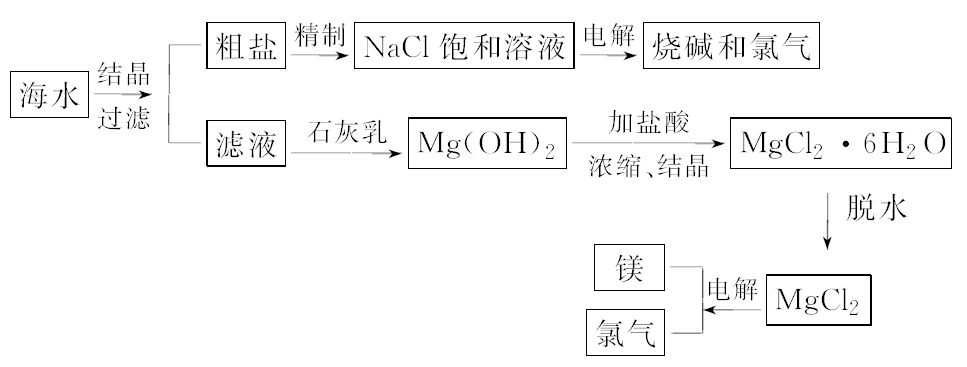 海水
结晶
过滤
粗盐
精制
NaCl 饱和溶液
电解
烧碱和氯气
滤液
石灰乳
Mg(OH)₂
加盐酸
浓缩、结晶
MgCl₂·6H₂O
脱水
MgCl₂
电解
镁
氯气